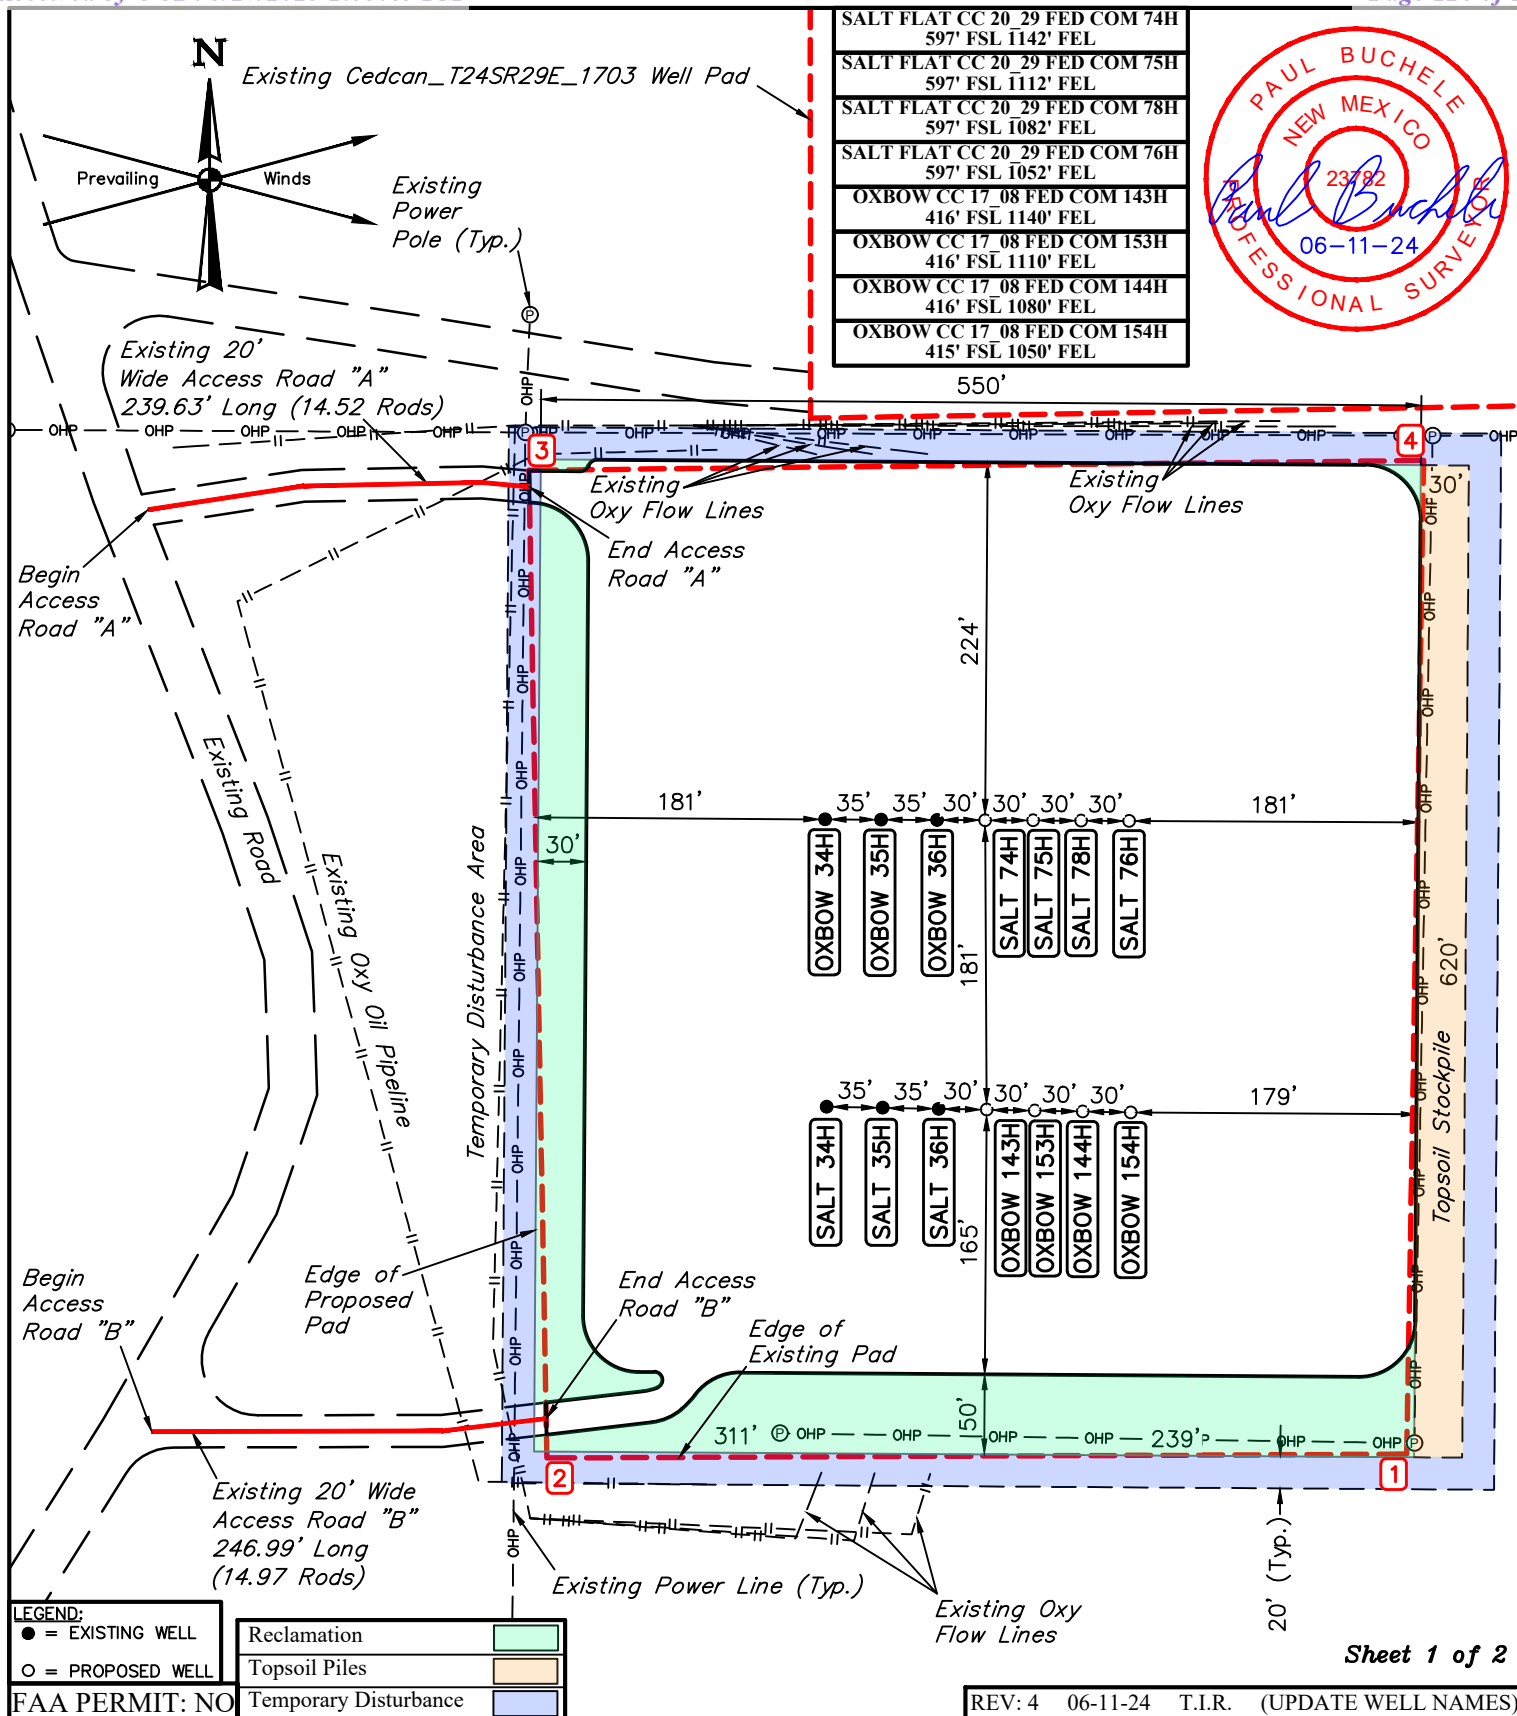 SALT FLAT CC 20_29 FED COM 74H
597' FSL 1142' FEL
SALT FLAT CC 20_29 FED COM 75H
597' FSL 1112' FEL
SALT FLAT CC 20_29 FED COM 78H
597' FSL 1082' FEL
SALT FLAT CC 20_29 FED COM 76H
597' FSL 1052' FEL
OXBOW CC 17_08 FED COM 143H
416' FSL 1140' FEL
OXBOW CC 17_08 FED COM 153H
416' FSL 1110' FEL
OXBOW CC 17_08 FED COM 144H
416' FSL 1080' FEL
OXBOW CC 17_08 FED COM 154H
415' FSL 1050' FEL
PAUL BUCHELE
NEW MEXICO
23782
Paul Buchele
06-11-24
PROFESSIONAL SURVEYOR
N
Prevailing Winds
Existing Cedcan_T24SR29E_1703 Well Pad
Existing
Power
Pole (Typ.)
Existing 20'
Wide Access Road "A"
239.63' Long (14.52 Rods)
550'
3
4
30'
Existing
Oxy Flow Lines
Existing
Oxy Flow Lines
End Access
Road "A"
Begin
Access
Road "A"
224'
Existing Road
Existing Oxy Oil Pipeline
Temporary Disturbance Area
181' 35' 35' 30' 30' 30' 30' 181'
30'
OXBOW 34H
OXBOW 35H
OXBOW 36H
SALT 74H
SALT 75H
SALT 78H
SALT 76H
181'
620'
Topsoil Stockpile
35' 35' 30' 30' 30' 30' 179'
SALT 34H
SALT 35H
SALT 36H
OXBOW 143H
OXBOW 153H
OXBOW 144H
OXBOW 154H
165'
Begin
Access
Road "B"
Edge of
Proposed
Pad
End Access
Road "B"
Edge of
Existing Pad
50'
311'
P OHP OHP OHP OHP 239' OHP OHP P
2
1
Existing 20' Wide
Access Road "B"
246.99' Long
(14.97 Rods)
Existing Power Line (Typ.)
Existing Oxy
Flow Lines
20' (Typ.)
LEGEND:
● = EXISTING WELL
○ = PROPOSED WELL
FAA PERMIT: NO
Reclamation
Topsoil Piles
Temporary Disturbance
Sheet 1 of 2
REV: 4 06-11-24 T.I.R. (UPDATE WELL NAMES)